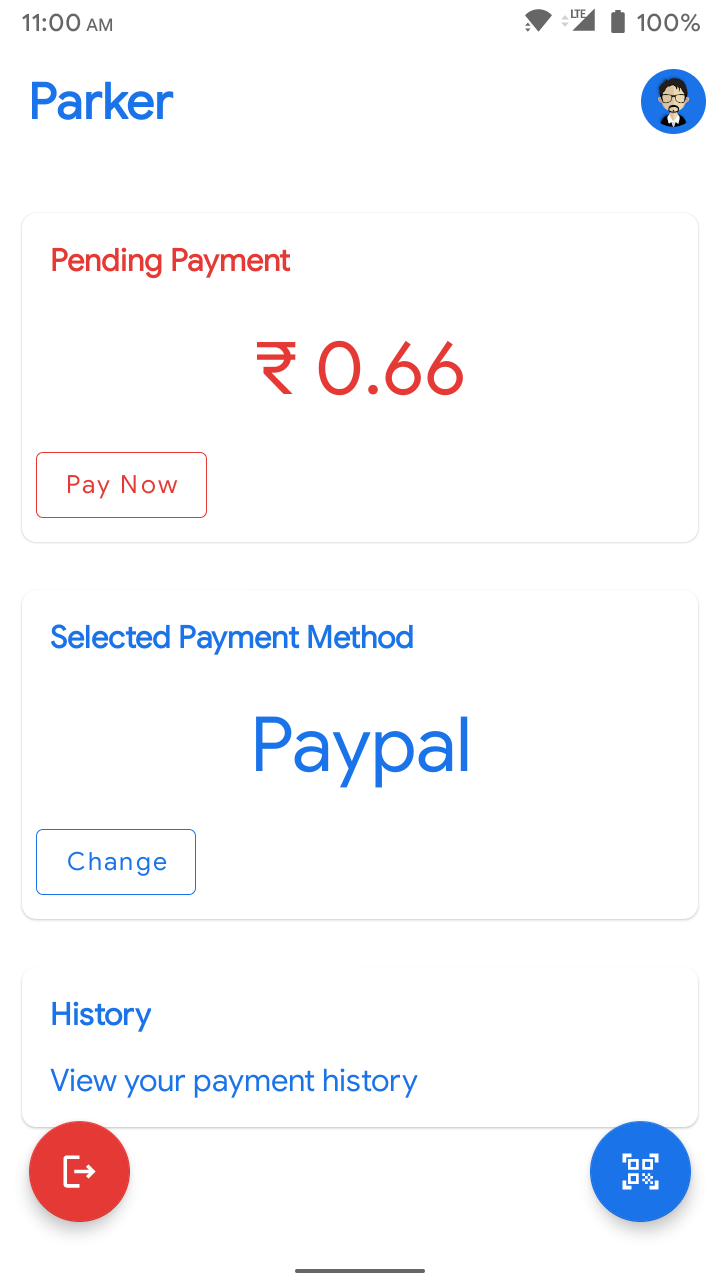 11:00 AM LTE 100%
Parker
Pending Payment
₹ 0.66
Pay Now
Selected Payment Method
Paypal
Change
History
View your payment history